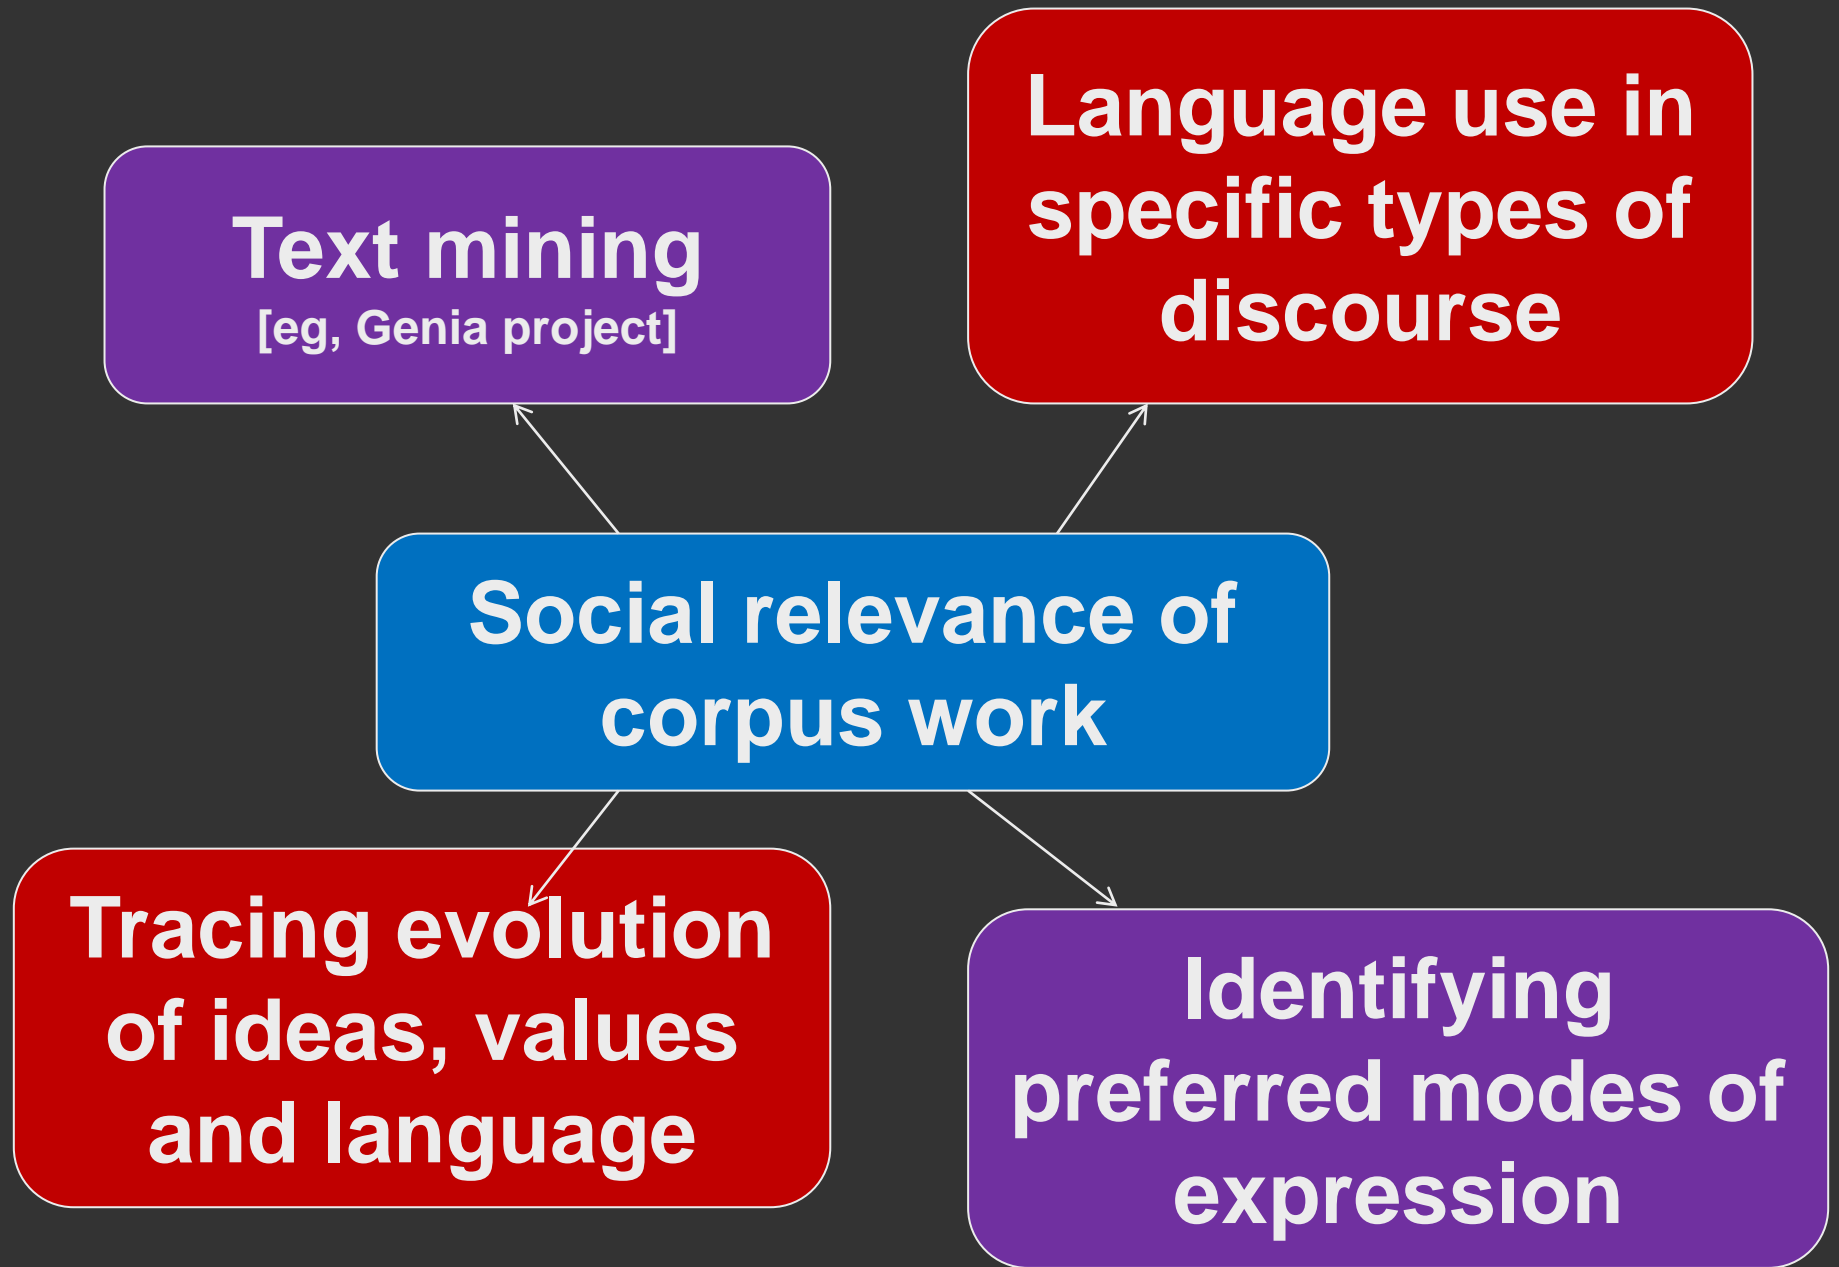 Text mining
[eg, Genia project]
Language use in
specific types of
discourse
Social relevance of
corpus work
Tracing evolution
of ideas, values
and language
Identifying
preferred modes of
expression